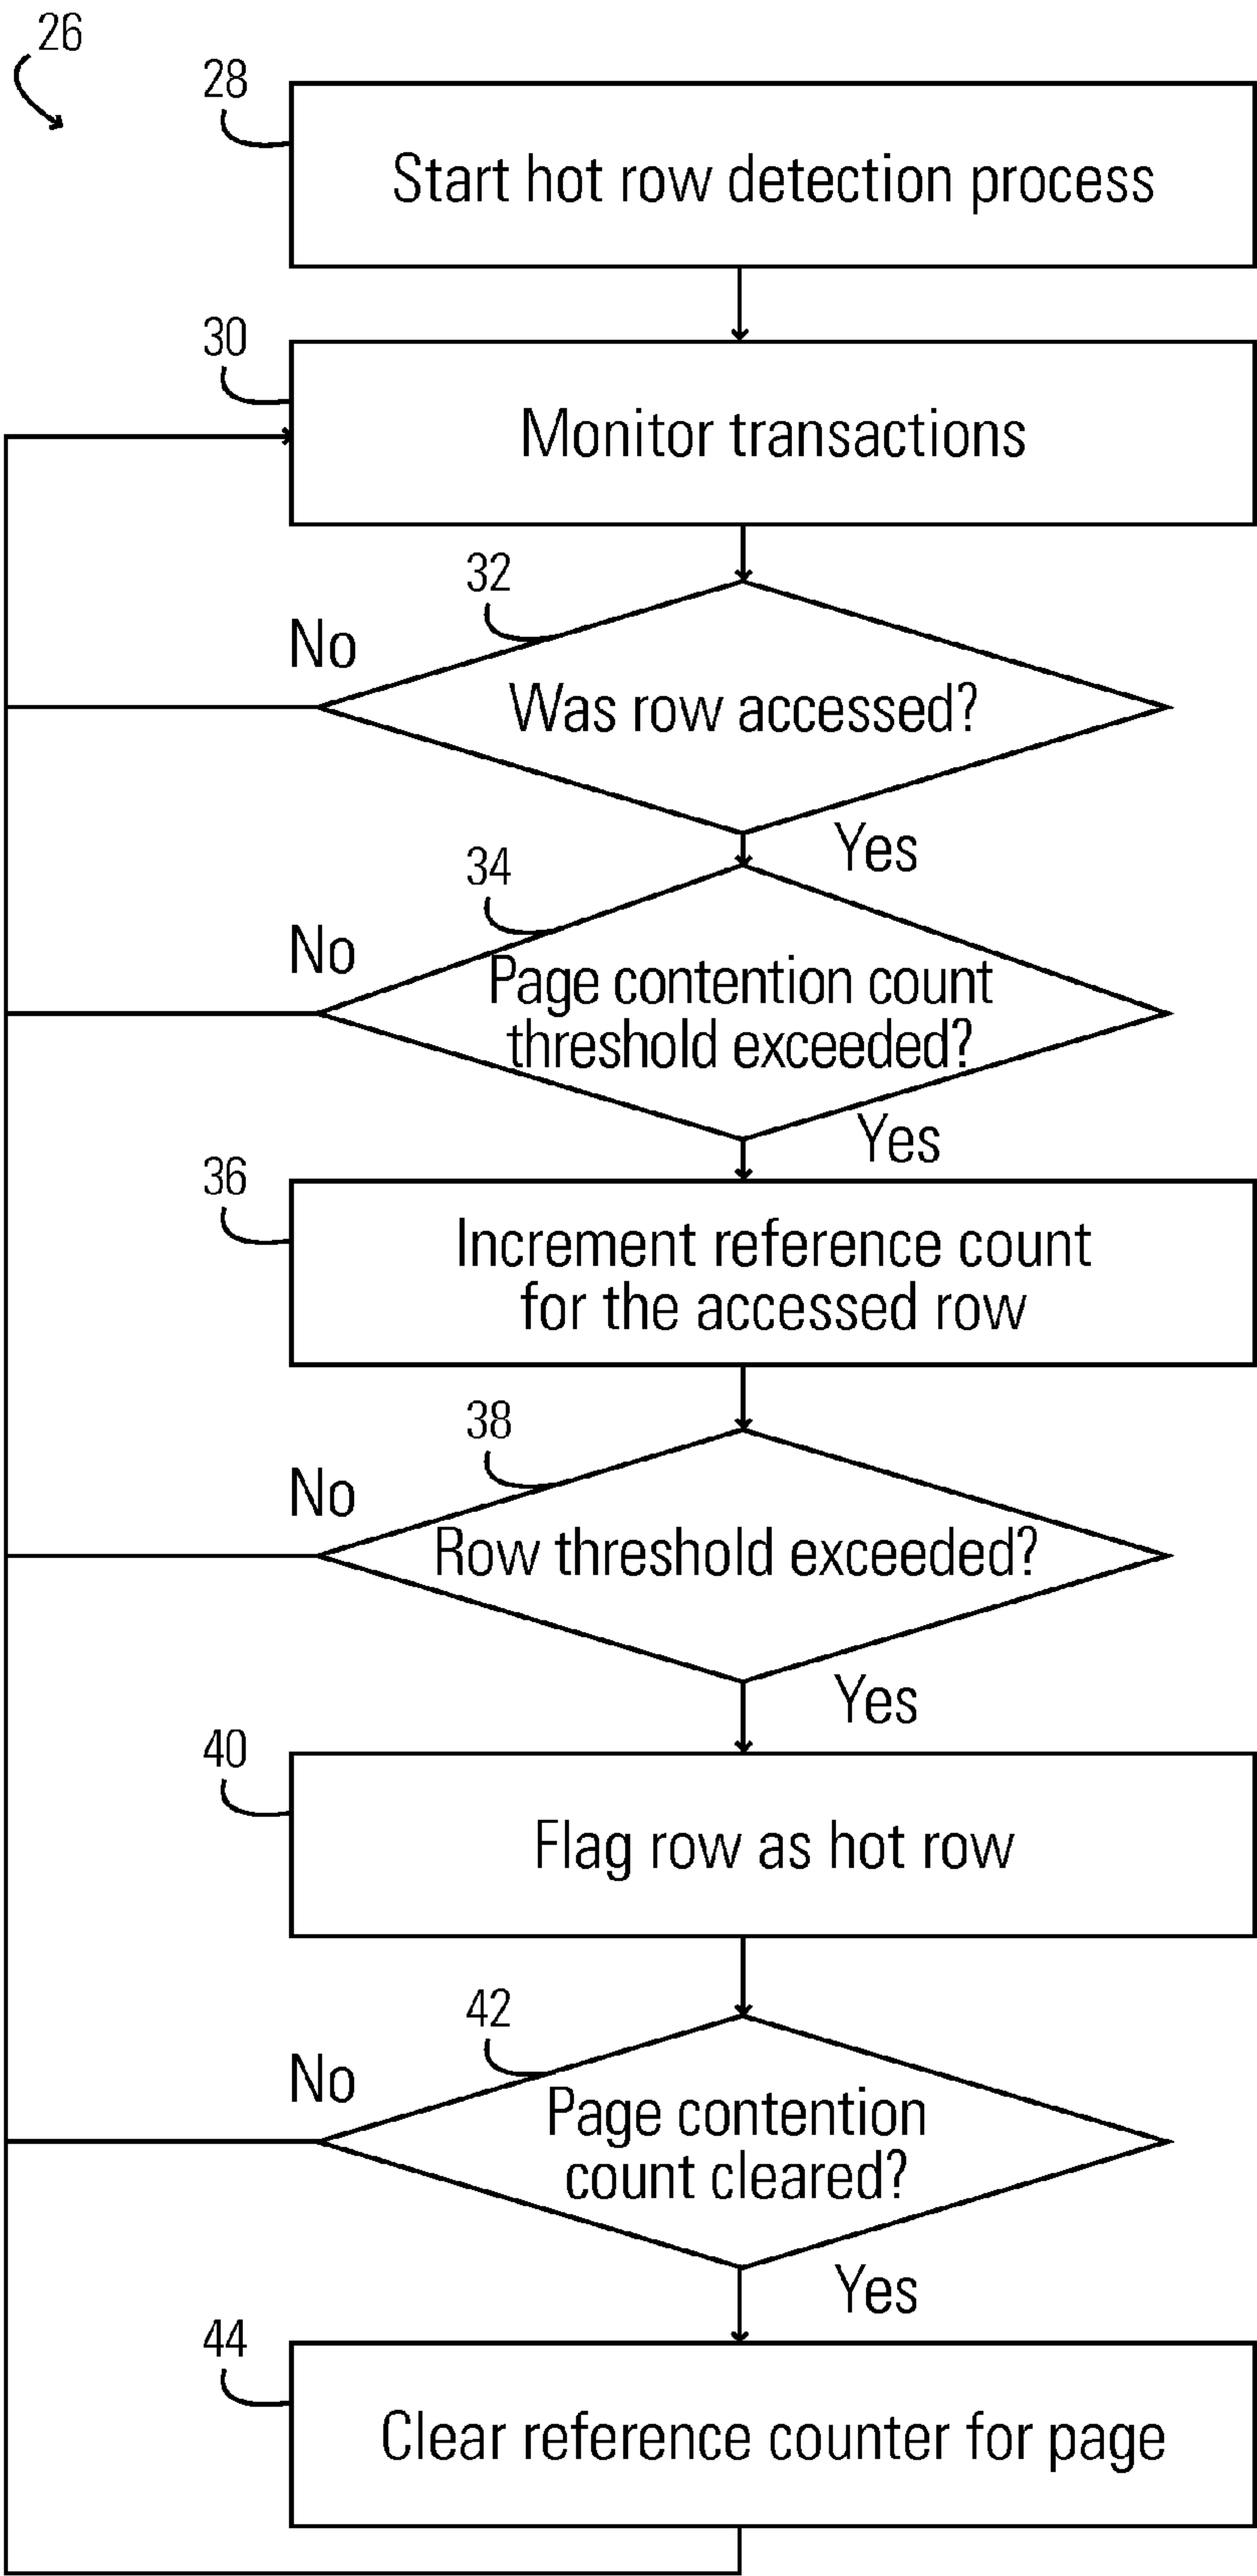 26
28
Start hot row detection process
30
Monitor transactions
32
No
Was row accessed?
Yes
34
No
Page contention count
threshold exceeded?
Yes
36
Increment reference count
for the accessed row
38
No
Row threshold exceeded?
Yes
40
Flag row as hot row
42
No
Page contention
count cleared?
Yes
44
Clear reference counter for page